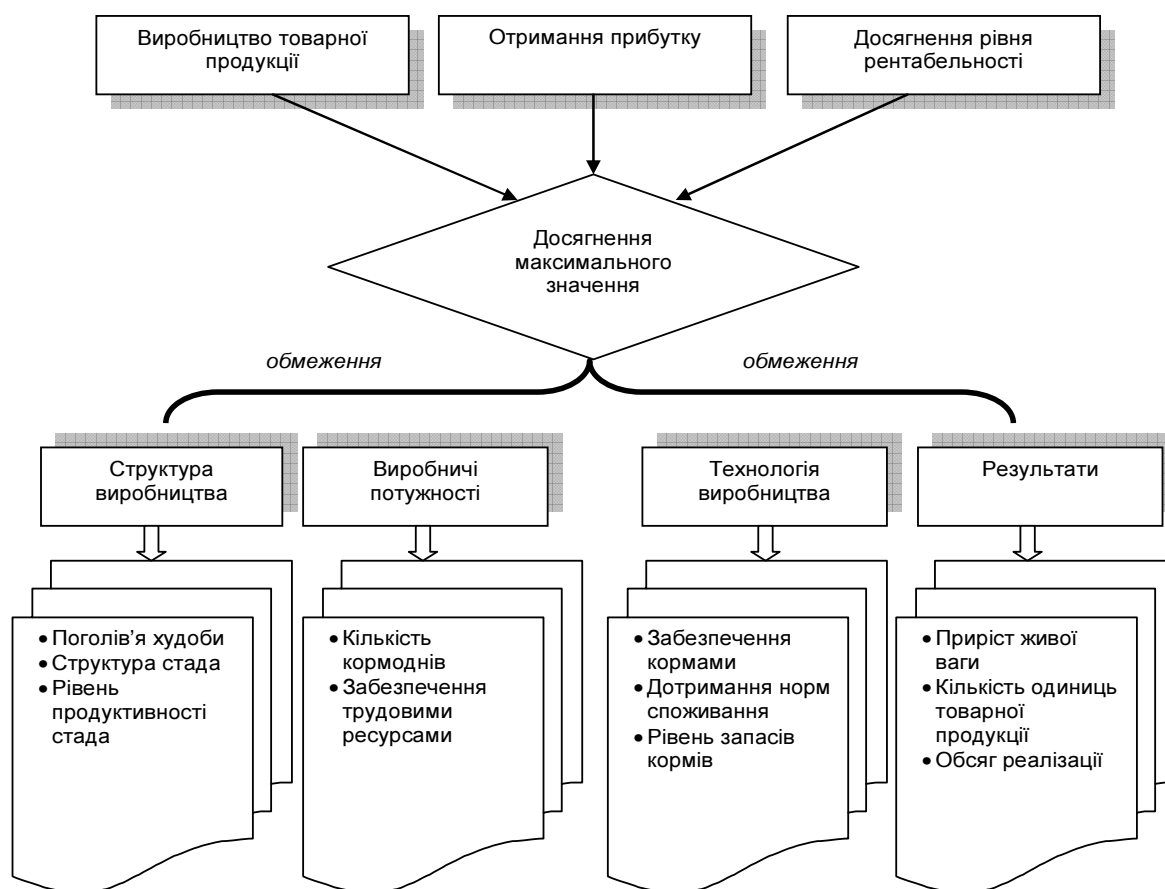 Виробництво товарної
продукції
Отримання прибутку
Досягнення рівня
рентабельності
Досягнення
максимального
значення
обмеження
обмеження
Структура
виробництва
Виробничі
потужності
Технологія
виробництва
Результати
• Поголів’я худоби
• Структура стада
• Рівень
продуктивності
стада
• Кількість
кормоднів
• Забезпечення
трудовими
ресурсами
• Забезпечення
кормами
• Дотримання норм
споживання
• Рівень запасів
кормів
• Приріст живої
ваги
• Кількість одиниць
товарної
продукції
• Обсяг реалізації